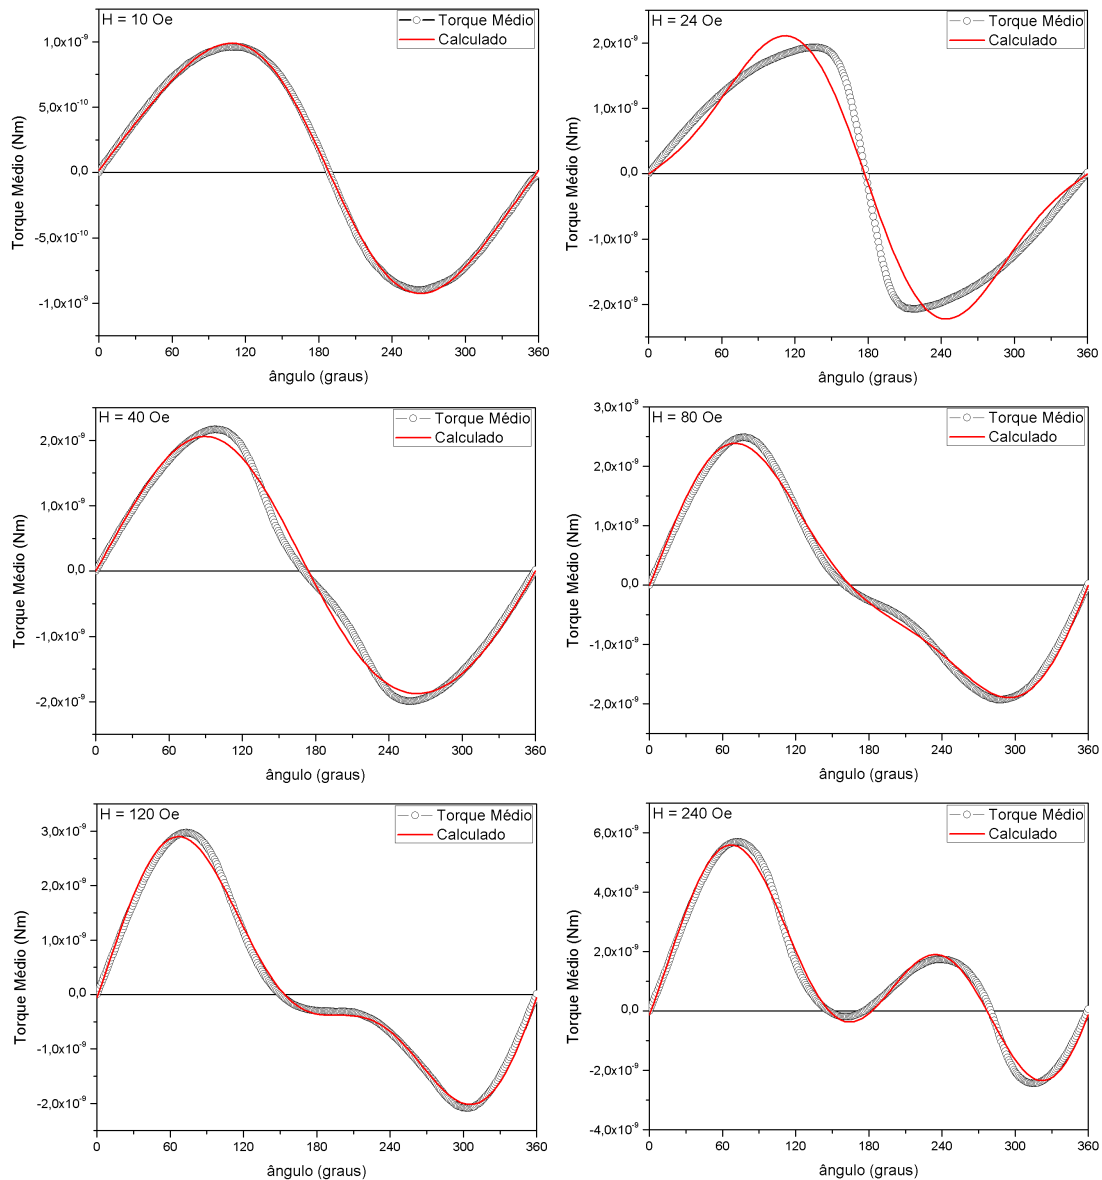 H = 10 Oe
Torque Médio
Calculado
1,0x10⁻⁹
5,0x10⁻¹⁰
0,0
-5,0x10⁻¹⁰
-1,0x10⁻⁹
Torque Médio (Nm)
0 60 120 180 240 300 360
ângulo (graus)
H = 24 Oe
Torque Médio
Calculado
2,0x10⁻⁹
1,0x10⁻⁹
0,0
-1,0x10⁻⁹
-2,0x10⁻⁹
Torque Médio (Nm)
0 60 120 180 240 300 360
ângulo (graus)
H = 40 Oe
Torque Médio
Calculado
2,0x10⁻⁹
1,0x10⁻⁹
0,0
-1,0x10⁻⁹
-2,0x10⁻⁹
Torque Médio (Nm)
0 60 120 180 240 300 360
ângulo (graus)
H = 80 Oe
Torque Médio
Calculado
3,0x10⁻⁹
2,0x10⁻⁹
1,0x10⁻⁹
0,0
-1,0x10⁻⁹
-2,0x10⁻⁹
Torque Médio (Nm)
0 60 120 180 240 300 360
ângulo (graus)
H = 120 Oe
Torque Médio
Calculado
3,0x10⁻⁹
2,0x10⁻⁹
1,0x10⁻⁹
0,0
-1,0x10⁻⁹
-2,0x10⁻⁹
Torque Médio (Nm)
0 60 120 180 240 300 360
ângulo (graus)
H = 240 Oe
Torque Médio
Calculado
6,0x10⁻⁹
4,0x10⁻⁹
2,0x10⁻⁹
0,0
-2,0x10⁻⁹
-4,0x10⁻⁹
Torque Médio (Nm)
0 60 120 180 240 300 360
ângulo (graus)